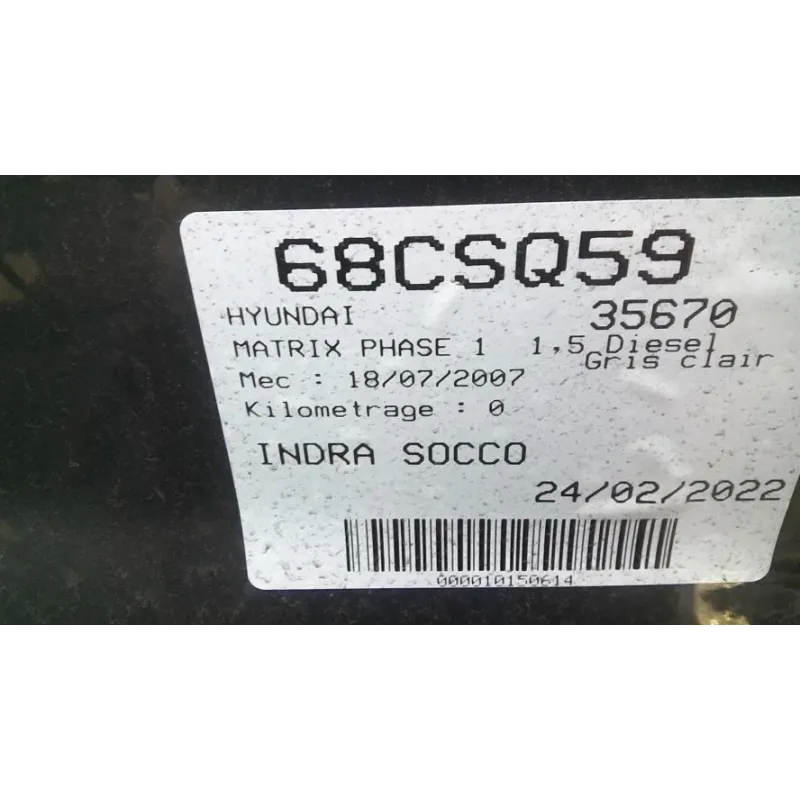 68CSQ59
HYUNDAI 35670
MATRIX PHASE 1 1,5 Diesel
Gris clair
Mec : 18/07/2007
Kilometrage : 0
INDRA SOCCO
24/02/2022
000010150614